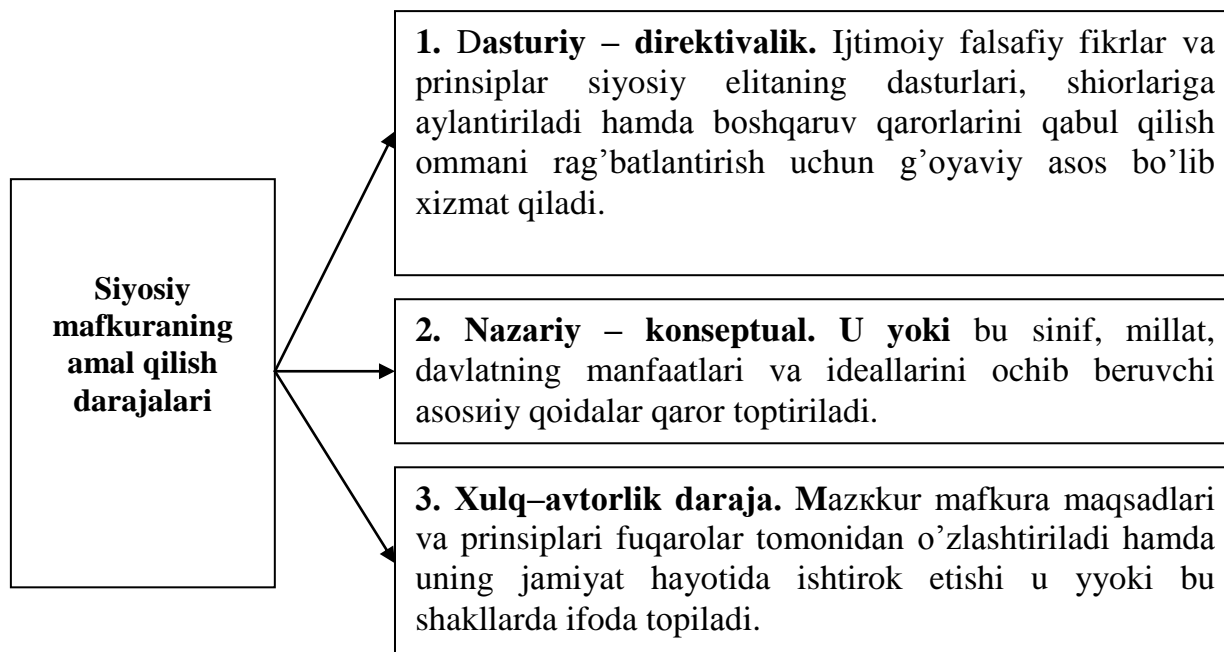 Siyosiy
mafkuraning
amal qilish
darajalari
1. Dasturiy – direktivalik. Ijtimoiy falsafiy fikrlar va
prinsiplar siyosiy elitaning dasturlari, shiorlariga
aylantiriladi hamda boshqaruv qarorlarini qabul qilish
ommani rag’batlantirish uchun g’oyaviy asos bo’lib
xizmat qiladi.
2. Nazariy – konseptual. U yoki bu sinif, millat,
davlatning manfaatlari va ideallarini ochib beruvchi
asosиiy qoidalar qaror toptiriladi.
3. Xulq–avtorlik daraja. Mazкkur mafkura maqsadlari
va prinsiplari fuqarolar tomonidan o’zlashtiriladi hamda
uning jamiyat hayotida ishtirok etishi u yyoki bu
shakllarda ifoda topiladi.